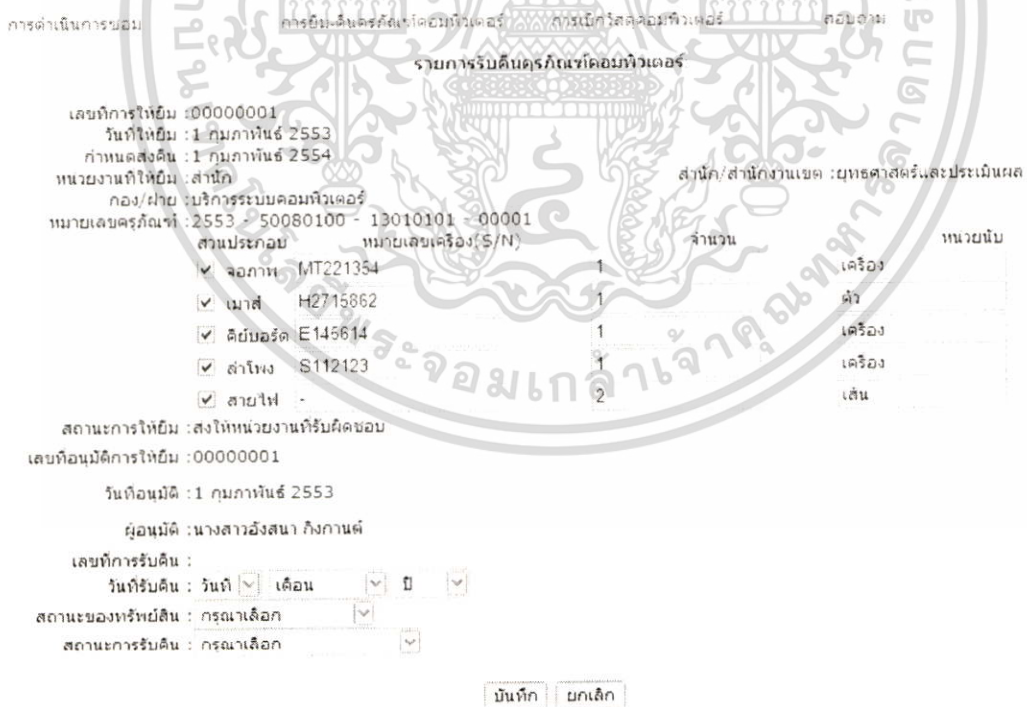 การดำเนินการซ่อม การยืม-คืนครุภัณฑ์คอมพิวเตอร์ การเบิกวัสดุคอมพิวเตอร์ สอบถาม
รายการรับคืนครุภัณฑ์คอมพิวเตอร์
เลขที่การให้ยืม :00000001
วันที่ให้ยืม :1 กุมภาพันธ์ 2553
กำหนดส่งคืน :1 กุมภาพันธ์ 2554
หน่วยงานที่ให้ยืม :สำนัก สำนัก/สำนักงานเขต :ยุทธศาสตร์และประเมินผล
กอง/ฝ่าย :บริการระบบคอมพิวเตอร์
หมายเลขครุภัณฑ์ :2553 - 50080100 - 13010101 - 00001
ส่วนประกอบ หมายเลขเครื่อง(S/N) จำนวน หน่วยนับ
จอภาพ MT221354 1 เครื่อง
เมาส์ H2715862 1 ตัว
คีย์บอร์ด E146614 1 เครื่อง
ลำโพง S112123 1 เครื่อง
สายไฟ - 2 เส้น
สถานะการให้ยืม :ส่งให้หน่วยงานที่รับผิดชอบ
เลขที่อนุมัติการให้ยืม :00000001
วันที่อนุมัติ :1 กุมภาพันธ์ 2553
ผู้อนุมัติ :นางสาวอังสนา กิงกานต์
เลขที่การรับคืน :
วันที่รับคืน : วันที่ เดือน ปี
สถานะของทรัพย์สิน : กรุณาเลือก
สถานะการรับคืน : กรุณาเลือก
บันทึก ยกเลิก